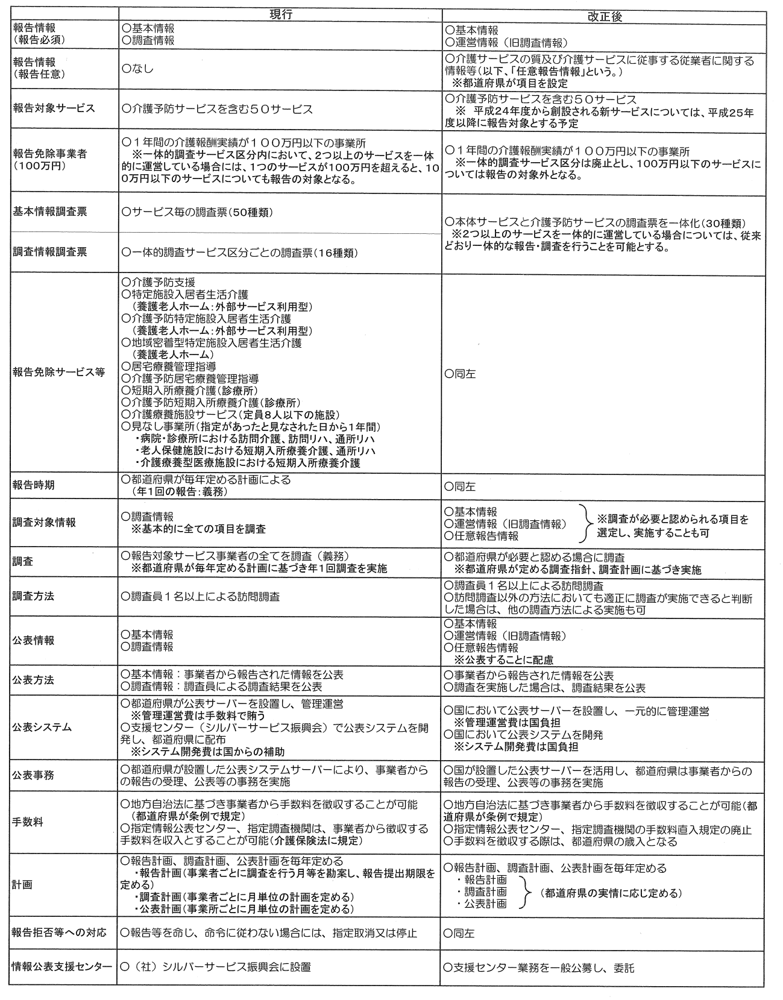 現行
改正後
報告情報
（報告必須）
○基本情報
○調査情報
○基本情報
○運営情報（旧調査情報）
報告情報
（報告任意）
○なし
○介護サービスの質及び介護サービスに従事する従業者に関する
情報等（以下、「任意報告情報」という。）
※都道府県が項目を設定
報告対象サービス
○介護予防サービスを含む５０サービス
○介護予防サービスを含む５０サービス
※ 平成24年度から創設される新サービスについては、平成25年
度以降に報告対象とする予定
報告免除事業者
（100万円）
○１年間の介護報酬実績が１００万円以下の事業所
※一体的調査サービス区分内において、2つ以上のサービスを一体
的に運営している場合には、1つのサービスが100万円を超えると、10
0万円以下のサービスについても報告の対象となる。
○１年間の介護報酬実績が１００万円以下の事業所
※一体的調査サービス区分は廃止とし、100万円以下のサービスに
ついては報告の対象外となる。
基本情報調査票
○サービス毎の調査票（50種類）
○本体サービスと介護予防サービスの調査票を一体化（30種類）
※2つ以上のサービスを一体的に運営している場合については、従来
どおり一体的な報告・調査を行うことを可能とする。
調査情報調査票
○一体的調査サービス区分ごとの調査票（16種類）
報告免除サービス等
○介護予防支援
○特定施設入居者生活介護
（養護老人ホーム：外部サービス利用型）
○介護予防特定施設入居者生活介護
（養護老人ホーム：外部サービス利用型）
○地域密着型特定施設入居者生活介護
（養護老人ホーム）
○居宅療養管理指導
○介護予防居宅療養管理指導
○短期入所療養介護（診療所）
○介護予防短期入所療養介護（診療所）
○介護療養施設サービス（定員８人以下の施設）
○見なし事業所（指定があったと見なされた日から１年間）
・病院・診療所における訪問介護、訪問リハ、通所リハ
・老人保健施設における短期入所療養介護、通所リハ
・介護療養型医療施設における短期入所療養介護
○同左
報告時期
○都道府県が毎年定める計画による
（年１回の報告：義務）
○同左
調査対象情報
○調査情報
※基本的に全ての項目を調査
○基本情報
○運営情報（旧調査情報）
○任意報告情報
※調査が必要と認められる項目を
選定し、実施することも可
調査
○報告対象サービス事業者の全てを調査（義務）
※都道府県が毎年定める計画に基づき年１回調査を実施
○都道府県が必要と認める場合に調査
※都道府県が定める調査指針、調査計画に基づき実施
調査方法
○調査員１名以上による訪問調査
○調査員１名以上による訪問調査
○訪問調査以外の方法においても適正に調査が実施できると判断
した場合は、他の調査方法による実施も可
公表情報
○基本情報
○調査情報
○基本情報
○運営情報（旧調査情報）
○任意報告情報
※公表することに配慮
公表方法
○基本情報：事業者から報告された情報を公表
○調査情報：調査員による調査結果を公表
○事業者から報告された情報を公表
○調査を実施した場合は、調査結果を公表
公表システム
○都道府県が公表サーバーを設置し、管理運営
※管理運営費は手数料で賄う
○支援センター（シルバーサービス振興会）で公表システムを開
発し、都道府県に配布
※システム開発費は国からの補助
○国において公表サーバーを設置し、一元的に管理運営
※管理運営費は国負担
○国において公表システムを開発
※システム開発費は国負担
公表事務
○都道府県が設置した公表システムサーバーにより、事業者から
の報告の受理、公表等の事務を実施
○国が設置した公表サーバーを活用し、都道府県は事業者からの
報告の受理、公表等の事務を実施
手数料
○地方自治法に基づき事業者から手数料を徴収することが可能
（都道府県が条例で規定）
○指定情報公表センター、指定調査機関は、事業者から徴収する
手数料を収入とすることが可能（介護保険法に規定）
○地方自治法に基づき事業者から手数料を徴収することが可能（都
道府県が条例で規定）
○指定情報公表センター、指定調査機関の手数料直入規定の廃止
○手数料を徴収する際は、都道府県の歳入となる
計画
○報告計画、調査計画、公表計画を毎年定める
・報告計画（事業者ごとに調査を行う月等を勘案し、報告提出期限を
定める）
・調査計画（事業者ごとに月単位の計画を定める）
・公表計画（事業所ごとに月単位の計画を定める）
○報告計画、調査計画、公表計画を毎年定める
・報告計画
・調査計画
・公表計画
（都道府県の実情に応じ定める）
報告拒否等への対応
○報告等を命じ、命令に従わない場合には、指定取消又は停止
○同左
情報公表支援センター
○（社）シルバーサービス振興会に設置
○支援センター業務を一般公募し、委託